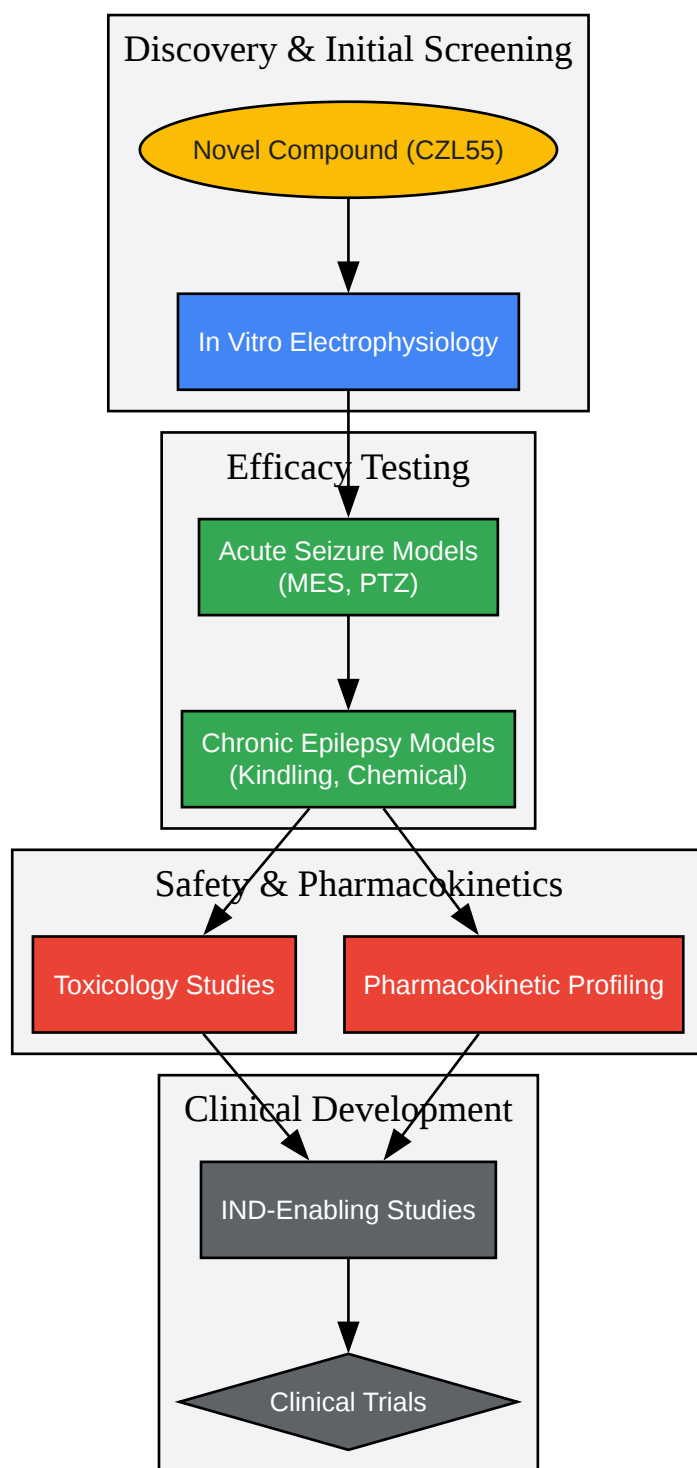 Discovery & Initial Screening
Novel Compound (CZL55)
In Vitro Electrophysiology
Efficacy Testing
Acute Seizure Models
(MES, PTZ)
Chronic Epilepsy Models
(Kindling, Chemical)
Safety & Pharmacokinetics
Toxicology Studies
Pharmacokinetic Profiling
Clinical Development
IND-Enabling Studies
Clinical Trials